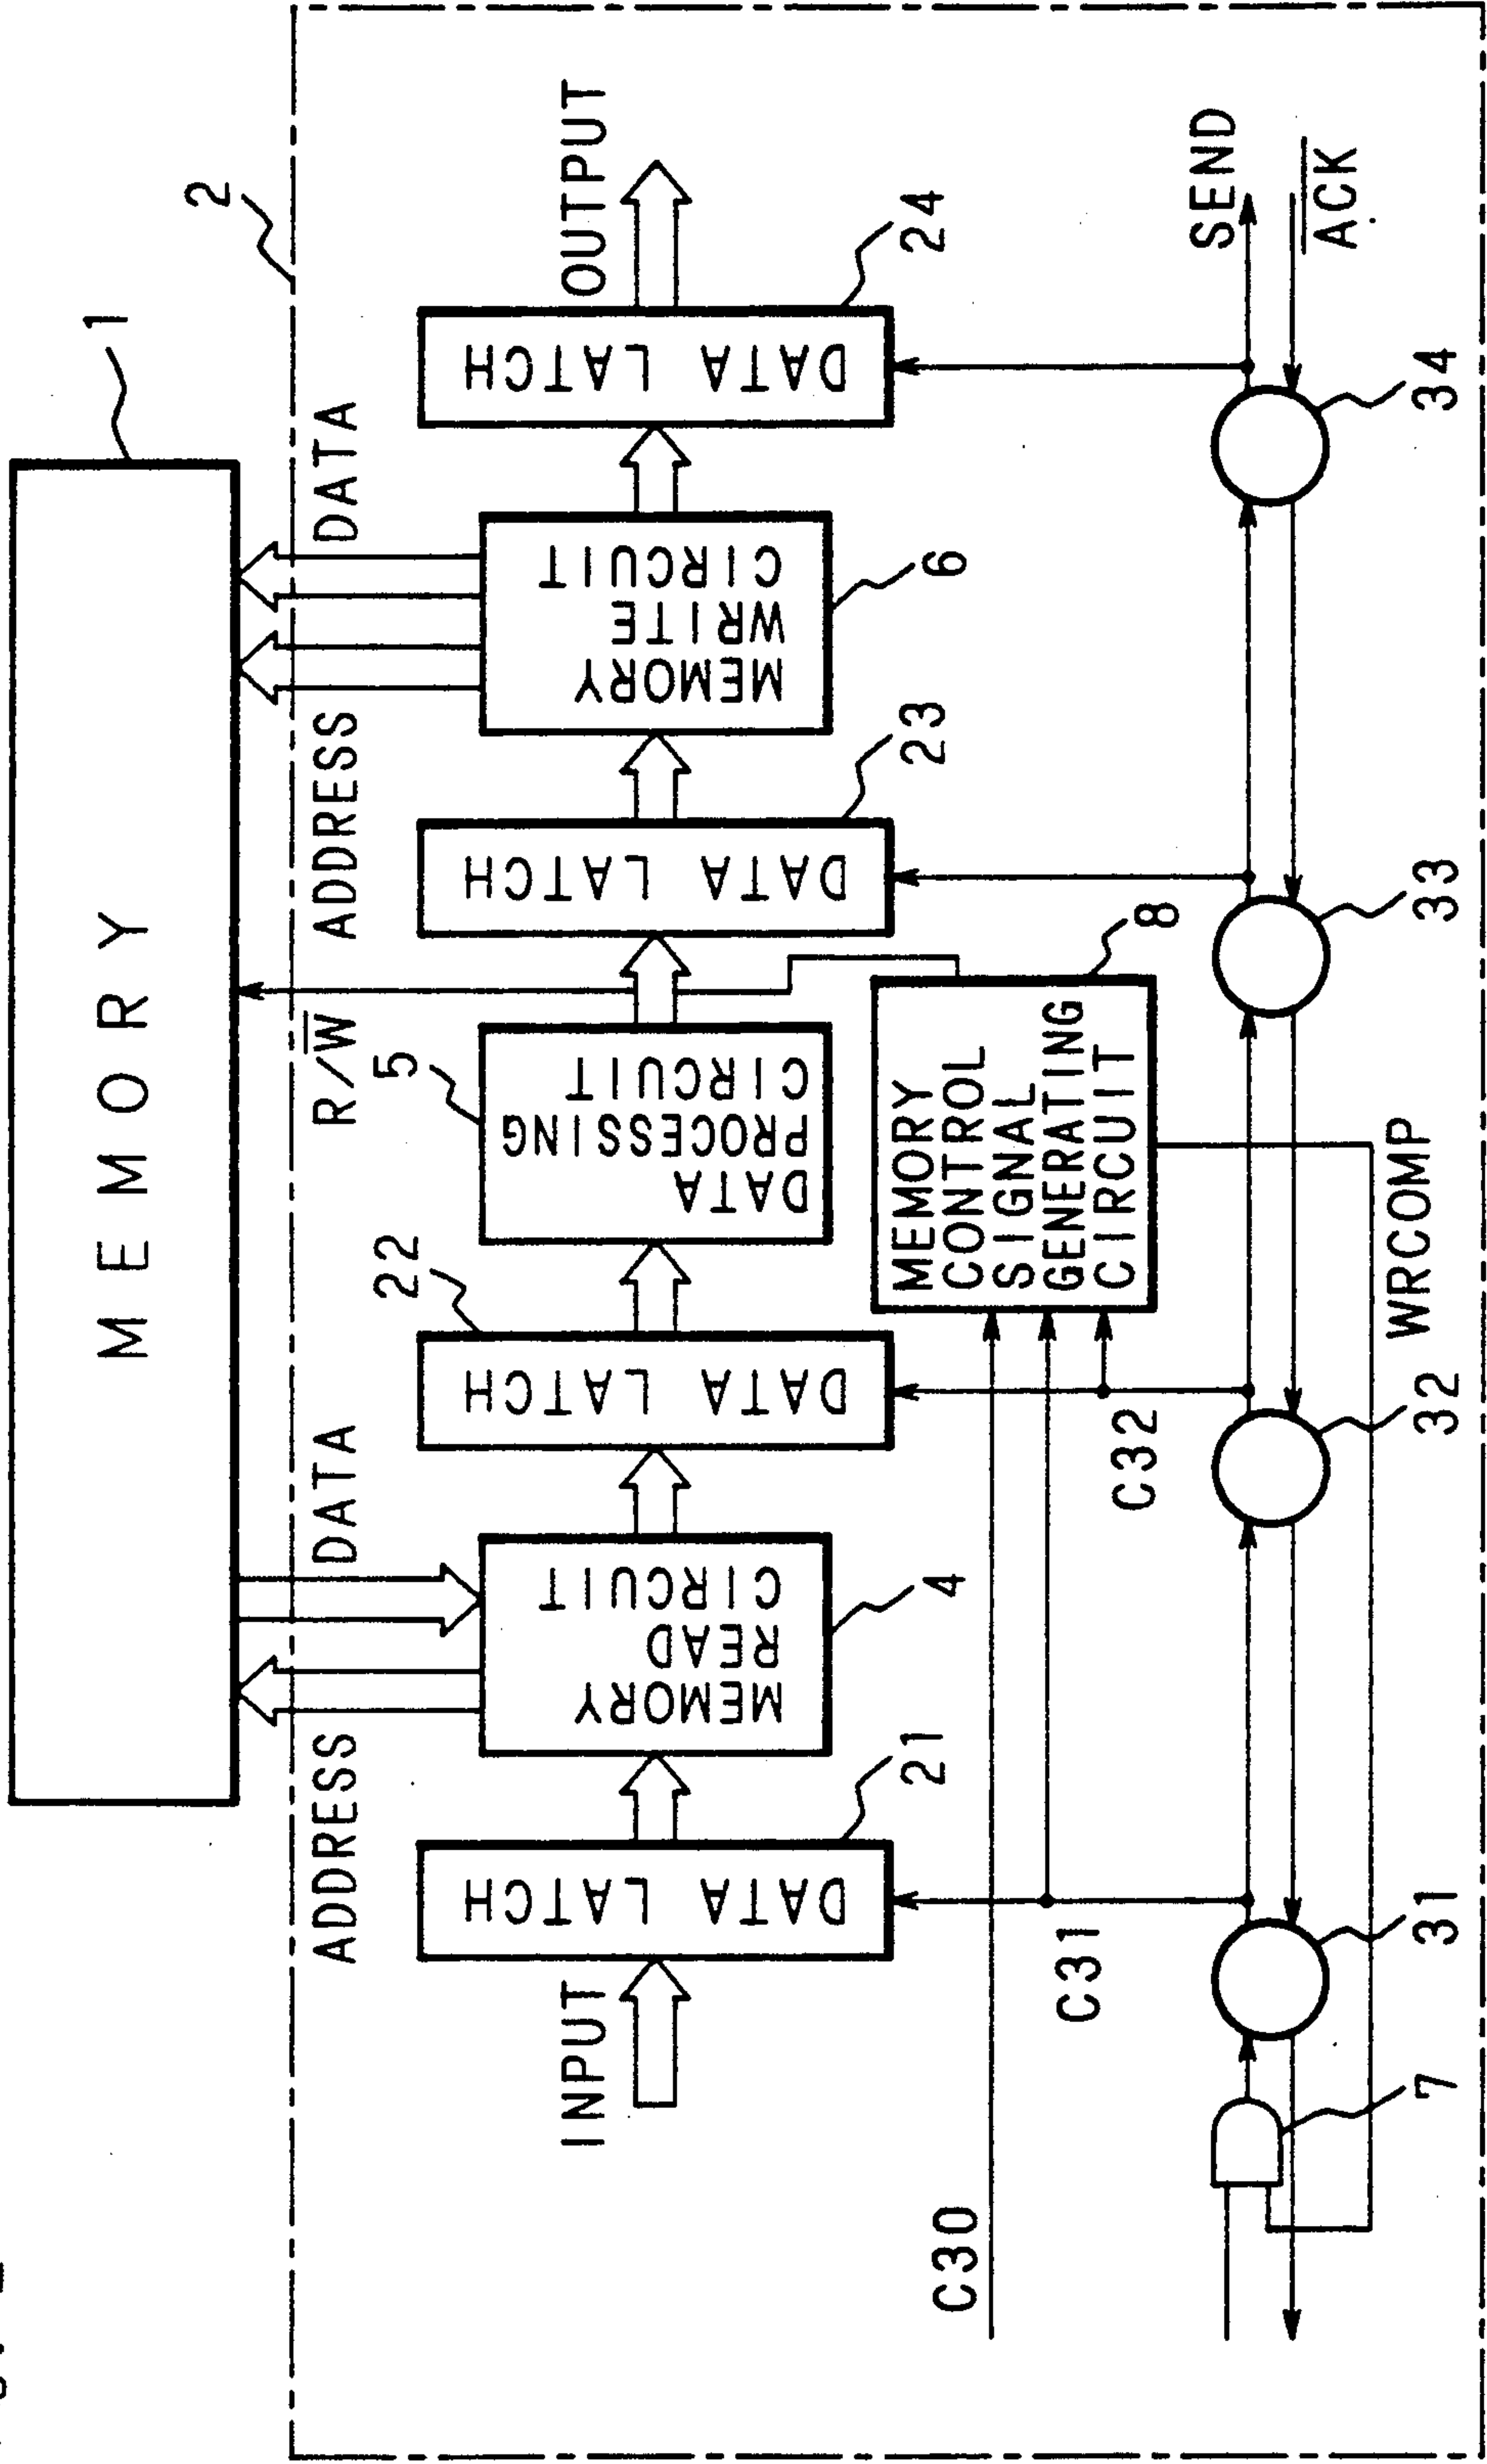 1
MEMORY
2
ADDRESS
DATA
R/W̅
ADDRESS
DATA
INPUT
DATA LATCH
21
MEMORY
READ
CIRCUIT
4
DATA LATCH
22
DATA
PROCESSING
CIRCUIT
5
DATA LATCH
23
MEMORY
WRITE
CIRCUIT
6
DATA LATCH
24
OUTPUT
C30
C31
C32
MEMORY
CONTROL
SIGNAL
GENERATING
CIRCUIT
8
SEND
A̅C̅K̅
7
31
32
33
34
WRCOMP